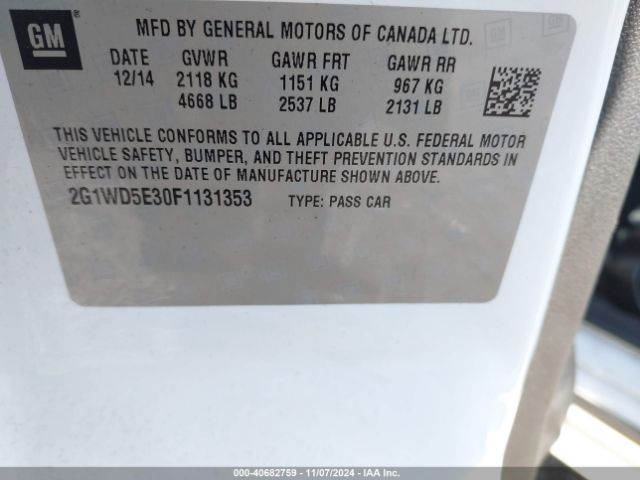 GM
MFD BY GENERAL MOTORS OF CANADA LTD.
DATE GVWR GAWR FRT GAWR RR
12/14 2118 KG 1151 KG 967 KG
4668 LB 2537 LB 2131 LB
THIS VEHICLE CONFORMS TO ALL APPLICABLE U.S. FEDERAL MOTOR
VEHICLE SAFETY, BUMPER, AND THEFT PREVENTION STANDARDS IN
EFFECT ON THE DATE OF MANUFACTURE SHOWN ABOVE.
2G1WD5E30F1131353 TYPE: PASS CAR
000-40682759 - 11/07/2024 - IAA Inc.